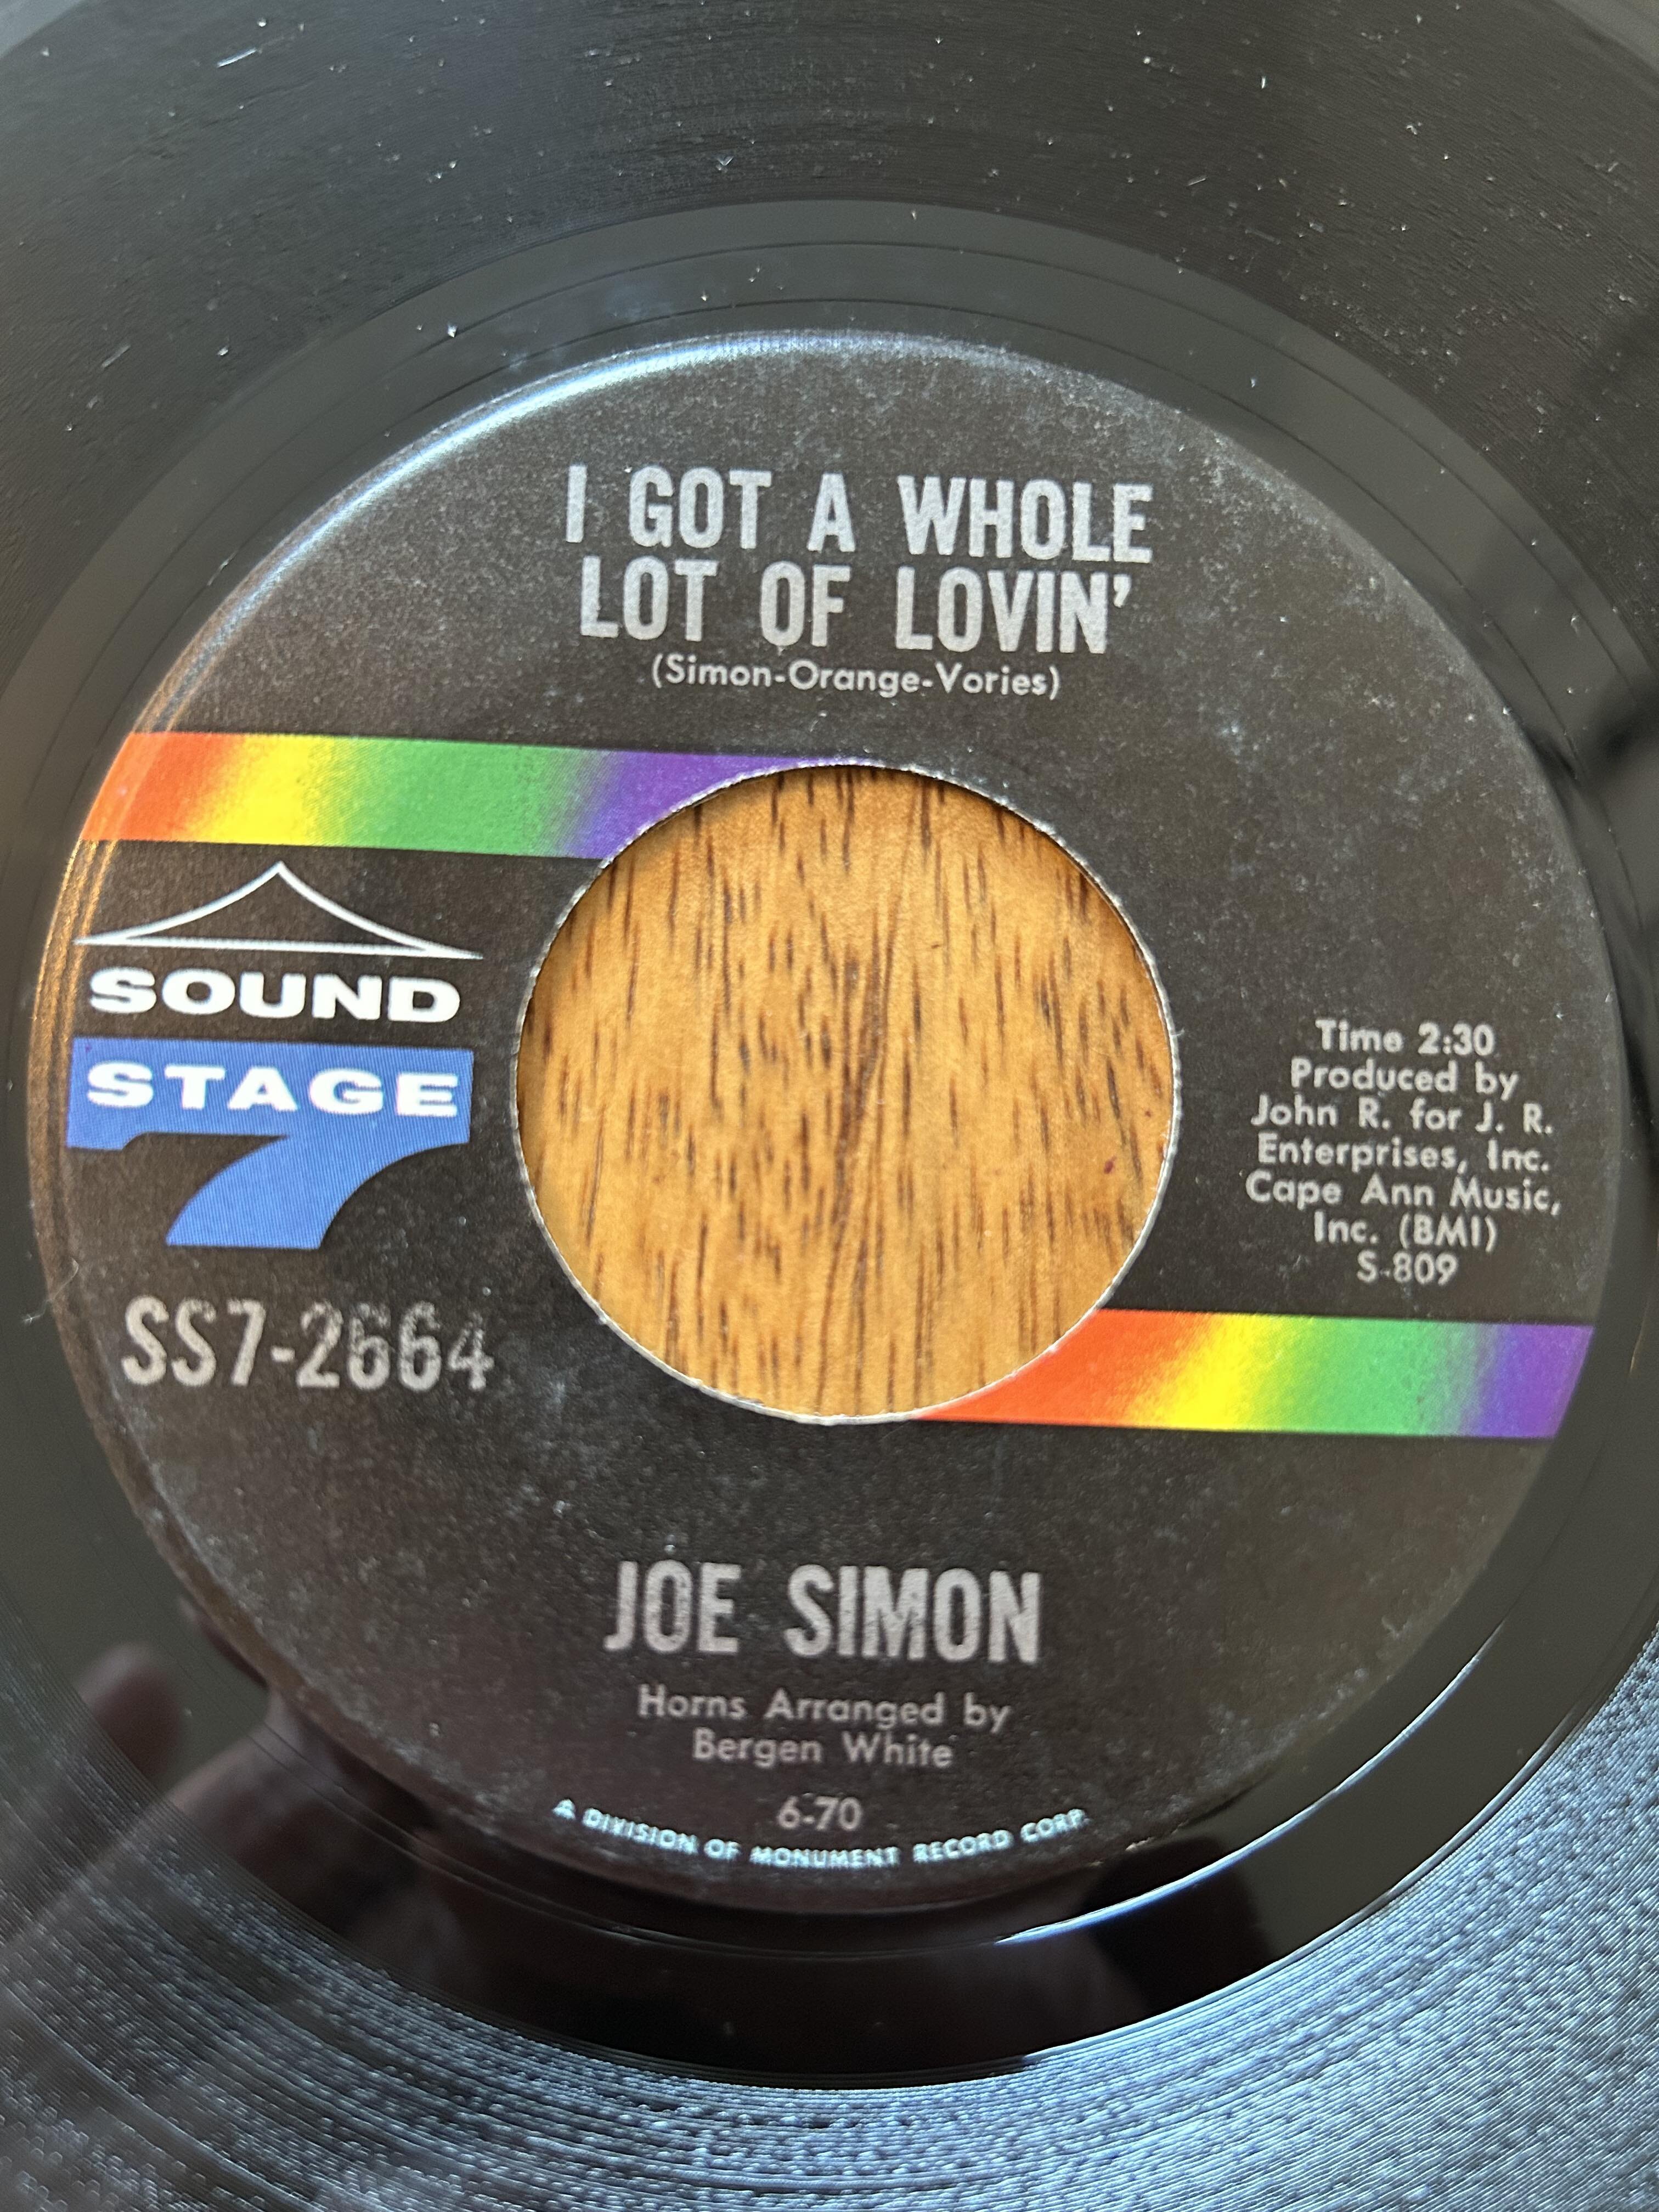 I GOT A WHOLE
LOT OF LOVIN'
(Simon-Orange-Vories)
SOUND
STAGE
7
SS7-2664
Time 2:30
Produced by
John R. for J. R.
Enterprises, Inc.
Cape Ann Music,
Inc. (BMI)
S-809
JOE SIMON
Horns Arranged by
Bergen White
6-70
A DIVISION OF MONUMENT RECORD CORP.